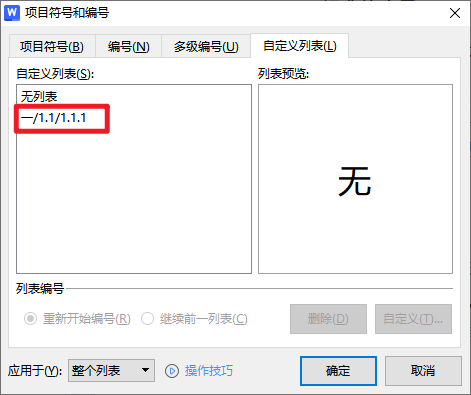 W 项目符号和编号
项目符号(B) 编号(N) 多级编号(U) 自定义列表(L)
自定义列表(S): 列表预览:
无列表
一/1.1/1.1.1
无
列表编号
重新开始编号(R) 继续前一列表(C) 删除(D) 自定义(T)...
应用于(Y): 整个列表 操作技巧 确定 取消